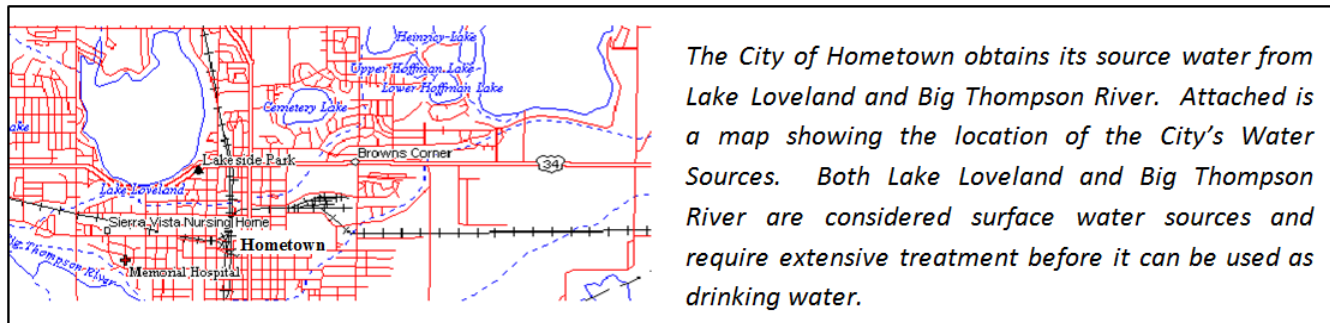 Heinzicy Lake
Upper Hoffman Lake
Lower Hoffman Lake
Cemetery Lake
ake
Browns Corner
34
Lakeside Park
Lake Loveland
Sierra Vista Nursing Home
Hometown
Big Thompson River
Memorial Hospital
The City of Hometown obtains its source water from
Lake Loveland and Big Thompson River. Attached is
a map showing the location of the City's Water
Sources. Both Lake Loveland and Big Thompson
River are considered surface water sources and
require extensive treatment before it can be used as
drinking water.